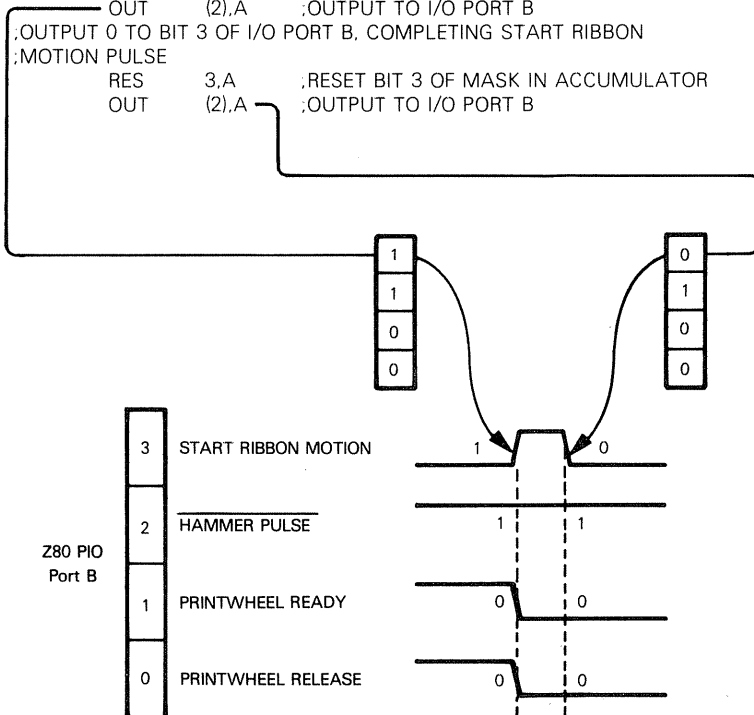 OUT (2),A ;OUTPUT TO I/O PORT B
;OUTPUT 0 TO BIT 3 OF I/O PORT B, COMPLETING START RIBBON
;MOTION PULSE
RES 3,A ;RESET BIT 3 OF MASK IN ACCUMULATOR
OUT (2),A ;OUTPUT TO I/O PORT B
1 0
1 1
0 0
0 0
3 START RIBBON MOTION 1 0
2 HAMMER PULSE 1 1
Z80 PIO
Port B
1 PRINTWHEEL READY 0 0
0 PRINTWHEEL RELEASE 0 0